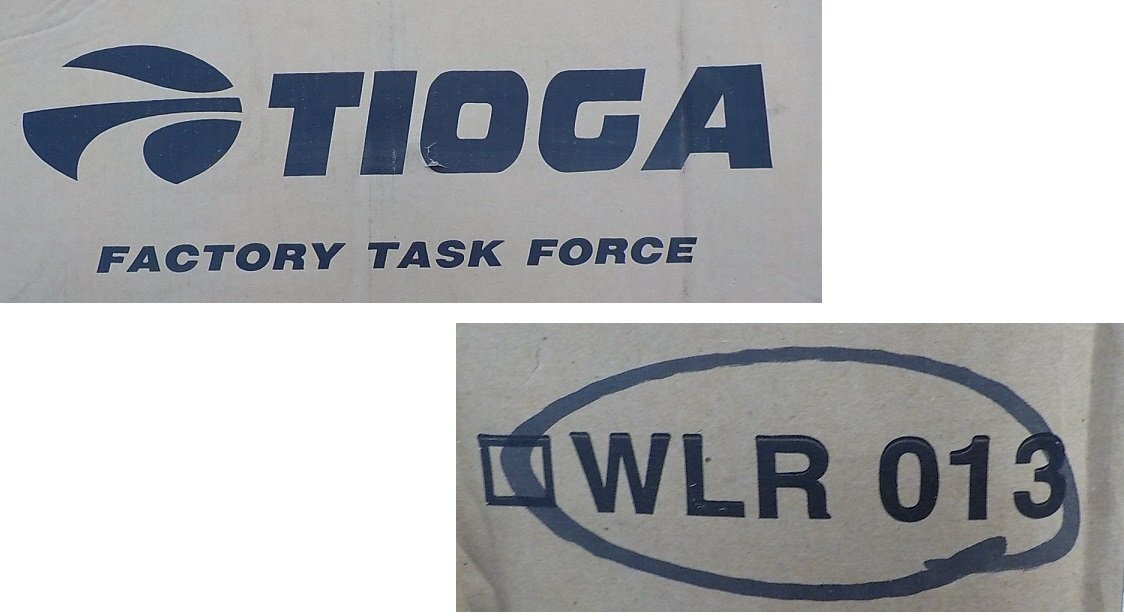 TIOGA
FACTORY TASK FORCE
WLR 013